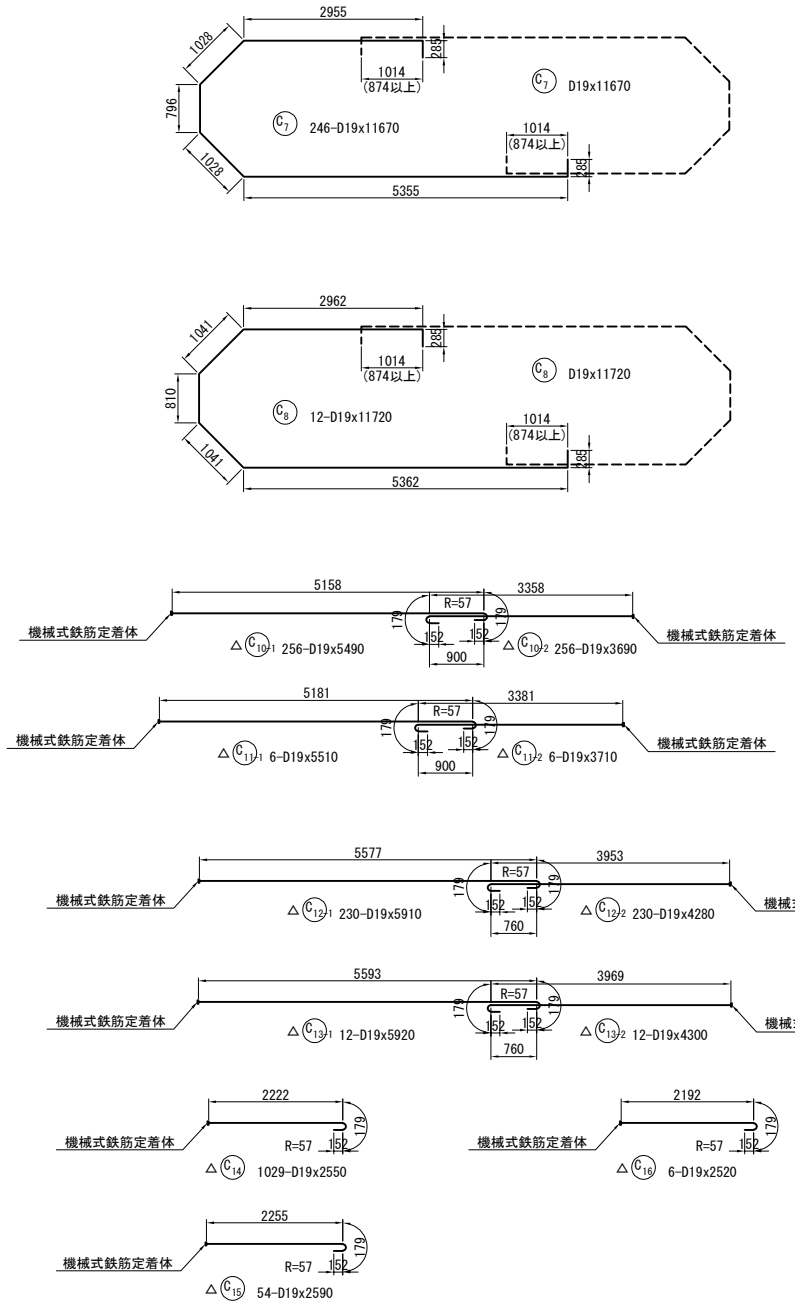 2955
1028
285
1014
(874以上)
C7 D19x11670
796
C7 246-D19x11670
1014
(874以上)
1028
285
5355
2962
1041
285
1014
(874以上)
C8 D19x11720
810
C8 12-D19x11720
1014
(874以上)
1041
285
5362
5158
3358
R=57
179
179
機械式鉄筋定着体
152
152
機械式鉄筋定着体
△ C10-1 256-D19x5490
△ C10-2 256-D19x3690
900
5181
3381
R=57
179
179
機械式鉄筋定着体
152
152
機械式鉄筋定着体
△ C11-1 6-D19x5510
△ C11-2 6-D19x3710
900
5577
3953
R=57
179
179
機械式鉄筋定着体
152
152
機械
△ C12-1 230-D19x5910
△ C12-2 230-D19x4280
760
5593
3969
R=57
179
179
機械式鉄筋定着体
152
152
機械
△ C13-1 12-D19x5920
△ C13-2 12-D19x4300
760
2222
179
機械式鉄筋定着体
R=57
152
△ C14 1029-D19x2550
2192
179
機械式鉄筋定着体
R=57
152
△ C16 6-D19x2520
2255
179
機械式鉄筋定着体
R=57
152
△ C15 54-D19x2590